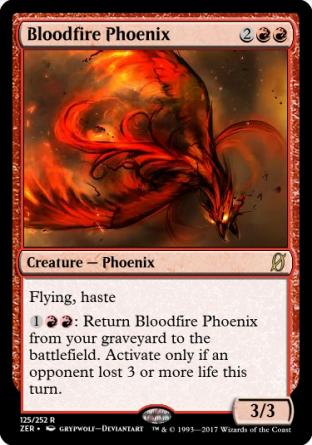 Bloodfire Phoenix 2
Creature — Phoenix
Flying, haste
1: Return Bloodfire Phoenix
from your graveyard to the
battlefield. Activate only if an
opponent lost 3 or more life this
turn.
3/3
125/252 R
ZER • GRYPWOLF–DEVIANTART ™ & © 1993—2017 Wizards of the Coast